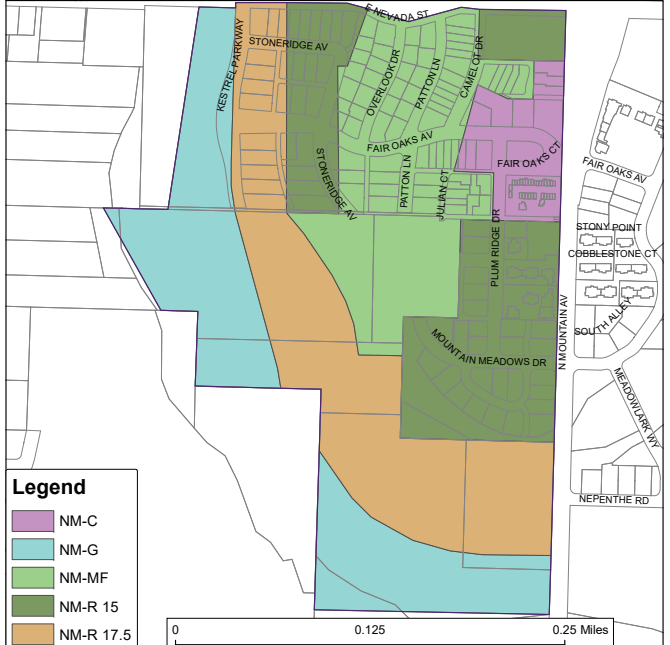 E NEVADA ST
STONERIDGE AV
KESTREL PARKWAY
OVERLOOK DR
PATTON LN
CAMELOT DR
FAIR OAKS AV
FAIR OAKS CT
FAIR OAKS AV
STONERIDGE AV
PATTON LN
JULIAN CT
PLUM RIDGE DR
STONY POINT
COBBLESTONE CT
N MOUNTAIN AV
SOUTH ALLEY
MOUNTAIN MEADOWS DR
MEADOWLARK WY
NEPENTHE RD
Legend
NM-C
NM-G
NM-MF
NM-R 15
NM-R 17.5
0 0.125 0.25 Miles